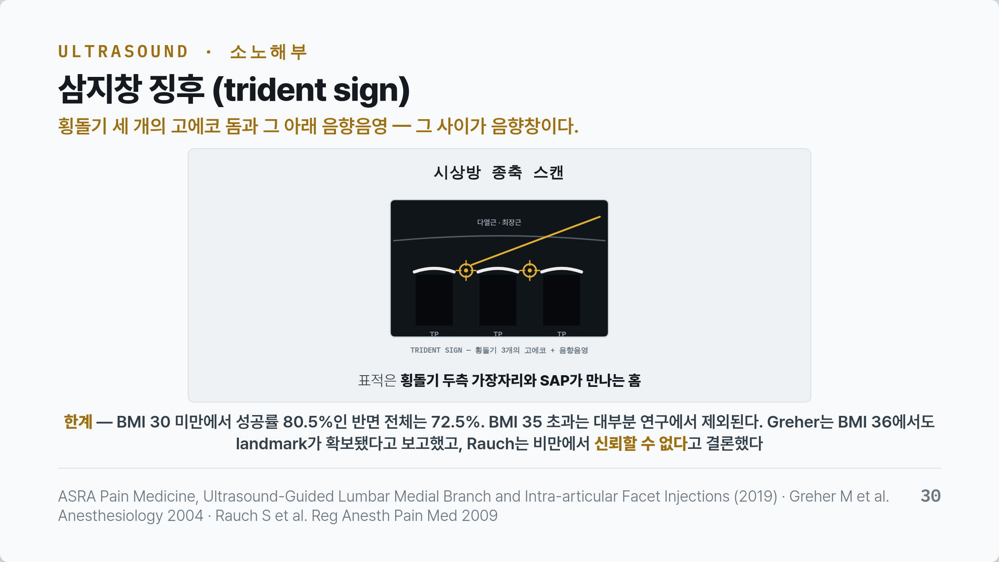 ULTRASOUND · 소노해부
삼지창 징후 (trident sign)
횡돌기 세 개의 고에코 돔과 그 아래 음향음영 — 그 사이가 음향창이다.
시상방 종축 스캔
다열근 · 최장근
TP TP TP
TRIDENT SIGN — 횡돌기 3개의 고에코 + 음향음영
표적은 횡돌기 두측 가장자리와 SAP가 만나는 홈
한계 — BMI 30 미만에서 성공률 80.5%인 반면 전체는 72.5%. BMI 35 초과는 대부분 연구에서 제외된다. Greher는 BMI 36에서도
landmark가 확보됐다고 보고했고, Rauch는 비만에서 신뢰할 수 없다고 결론했다
ASRA Pain Medicine, Ultrasound-Guided Lumbar Medial Branch and Intra-articular Facet Injections (2019) · Greher M et al.
Anesthesiology 2004 · Rauch S et al. Reg Anesth Pain Med 2009
30